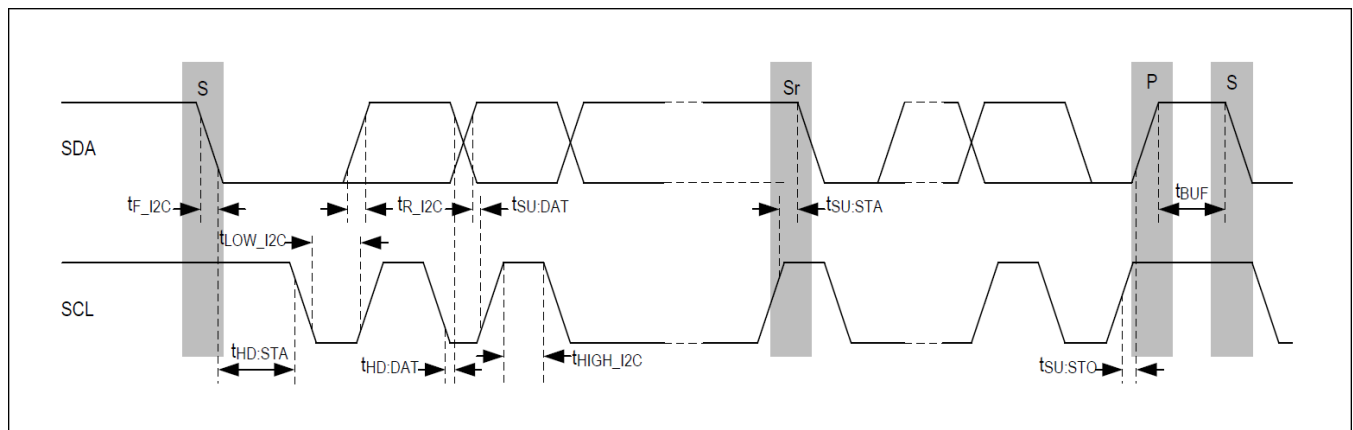 S Sr P S
SDA
tBUF
tF_I2C tR_I2C tSU:DAT tSU:STA
tLOW_I2C
SCL
tHD:STA tHD:DAT tHIGH_I2C tSU:STO